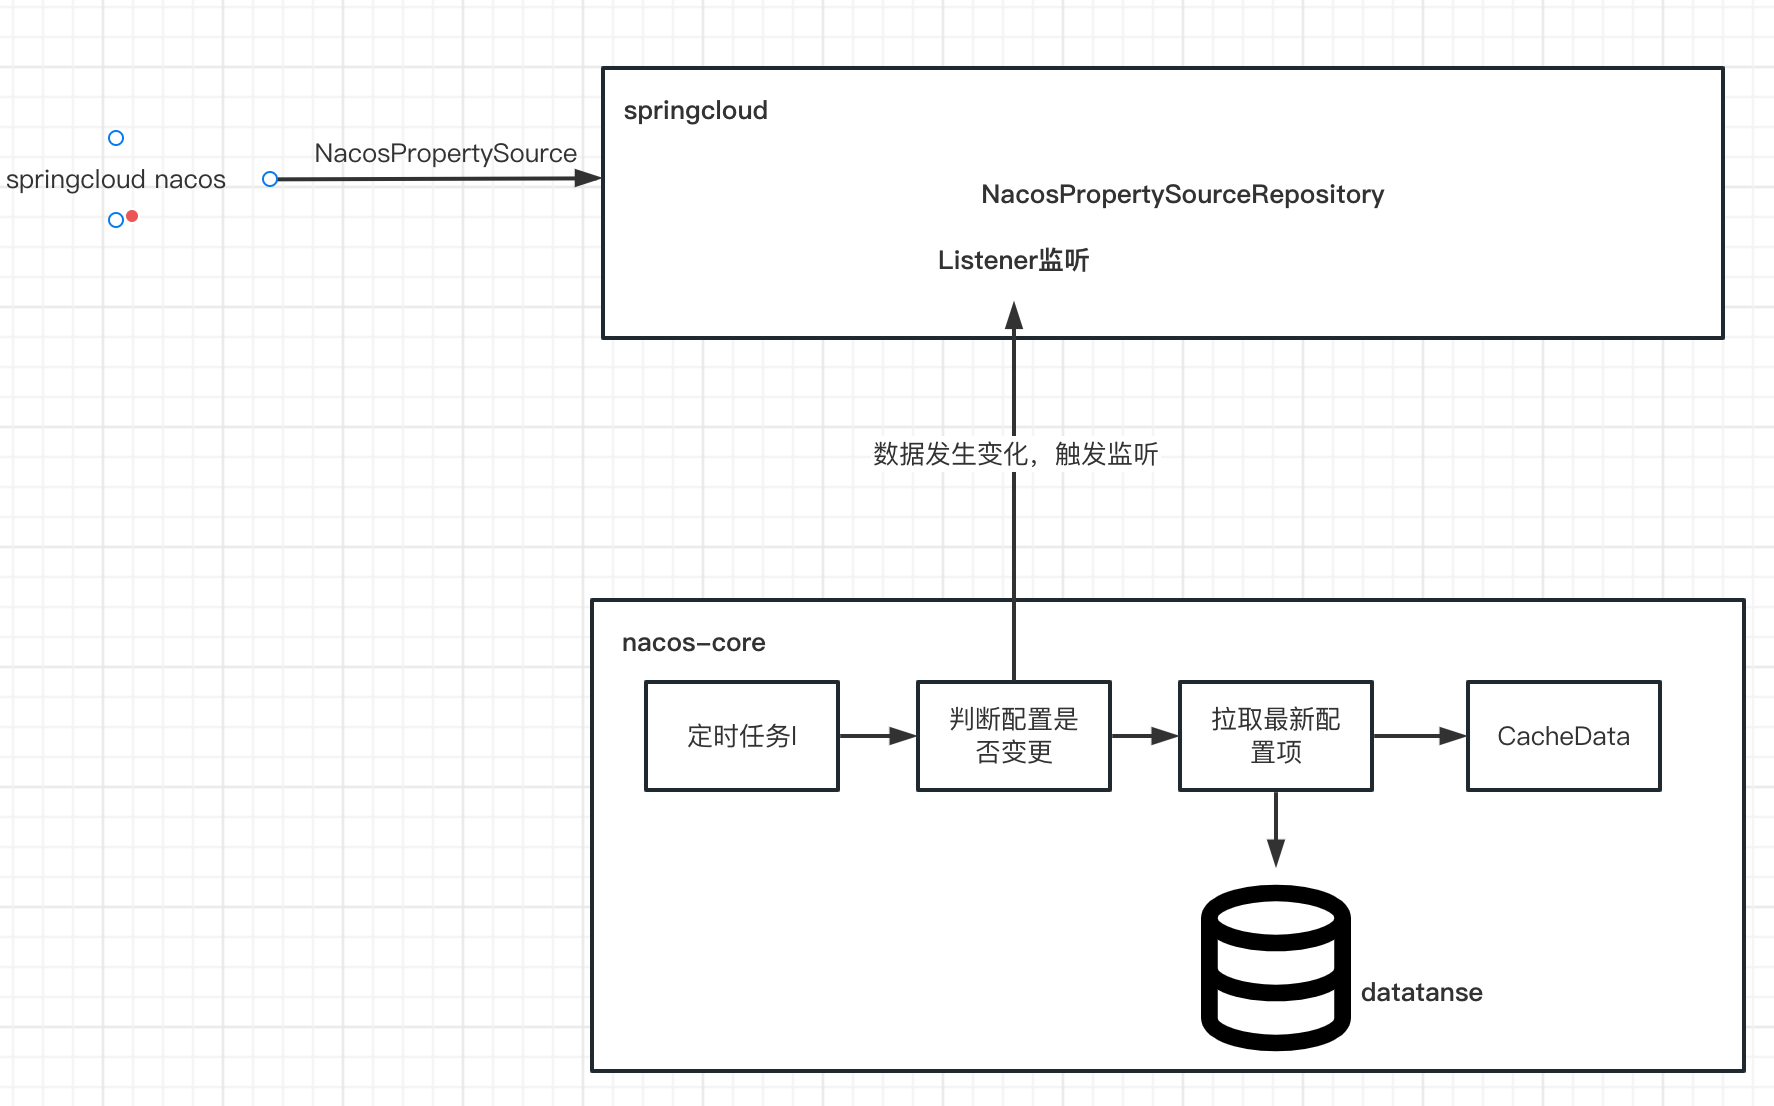 springcloud
NacosPropertySource
springcloud nacos
NacosPropertySourceRepository
Listener监听
数据发生变化，触发监听
nacos-core
定时任务I
判断配置是
否变更
拉取最新配
置项
CacheData
datatanse